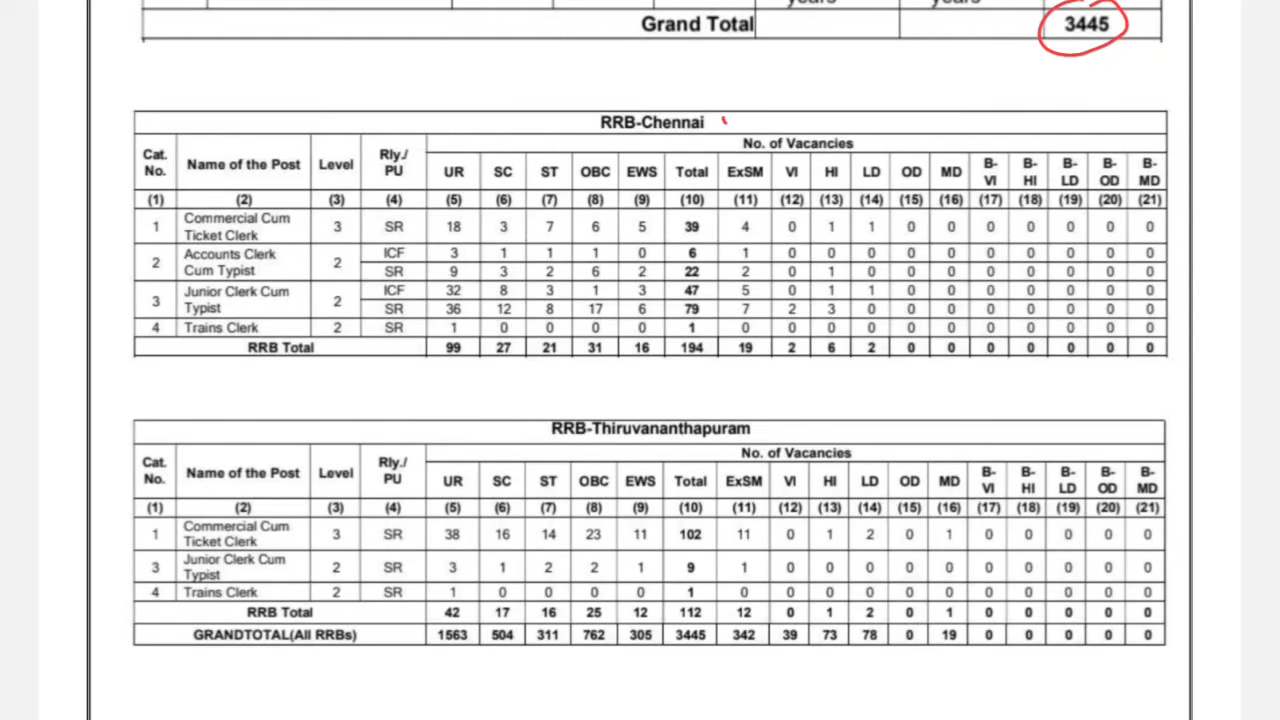 years years
Grand Total 3445
RRB-Chennai
Cat. No. Name of the Post Level Rly./ PU No. of Vacancies
UR SC ST OBC EWS Total ExSM VI HI LD OD MD B-VI B-HI B-LD B-OD B-MD
(1) (2) (3) (4) (5) (6) (7) (8) (9) (10) (11) (12) (13) (14) (15) (16) (17) (18) (19) (20) (21)
1 Commercial Cum Ticket Clerk 3 SR 18 3 7 6 5 39 4 0 1 1 0 0 0 0 0 0 0
2 Accounts Clerk Cum Typist 2 ICF 3 1 1 1 0 6 1 0 0 0 0 0 0 0 0 0 0
SR 9 3 2 6 2 22 2 0 1 0 0 0 0 0 0 0 0
3 Junior Clerk Cum Typist 2 ICF 32 8 3 1 3 47 5 0 1 1 0 0 0 0 0 0 0
SR 36 12 8 17 6 79 7 2 3 0 0 0 0 0 0 0 0
4 Trains Clerk 2 SR 1 0 0 0 0 1 0 0 0 0 0 0 0 0 0 0 0
RRB Total 99 27 21 31 16 194 19 2 6 2 0 0 0 0 0 0 0
RRB-Thiruvananthapuram
Cat. No. Name of the Post Level Rly./ PU No. of Vacancies
UR SC ST OBC EWS Total ExSM VI HI LD OD MD B-VI B-HI B-LD B-OD B-MD
(1) (2) (3) (4) (5) (6) (7) (8) (9) (10) (11) (12) (13) (14) (15) (16) (17) (18) (19) (20) (21)
1 Commercial Cum Ticket Clerk 3 SR 38 16 14 23 11 102 11 0 1 2 0 1 0 0 0 0 0
3 Junior Clerk Cum Typist 2 SR 3 1 2 2 1 9 1 0 0 0 0 0 0 0 0 0 0
4 Trains Clerk 2 SR 1 0 0 0 0 1 0 0 0 0 0 0 0 0 0 0 0
RRB Total 42 17 16 25 12 112 12 0 1 2 0 1 0 0 0 0 0
GRANDTOTAL(All RRBs) 1563 504 311 762 305 3445 342 39 73 78 0 19 0 0 0 0 0